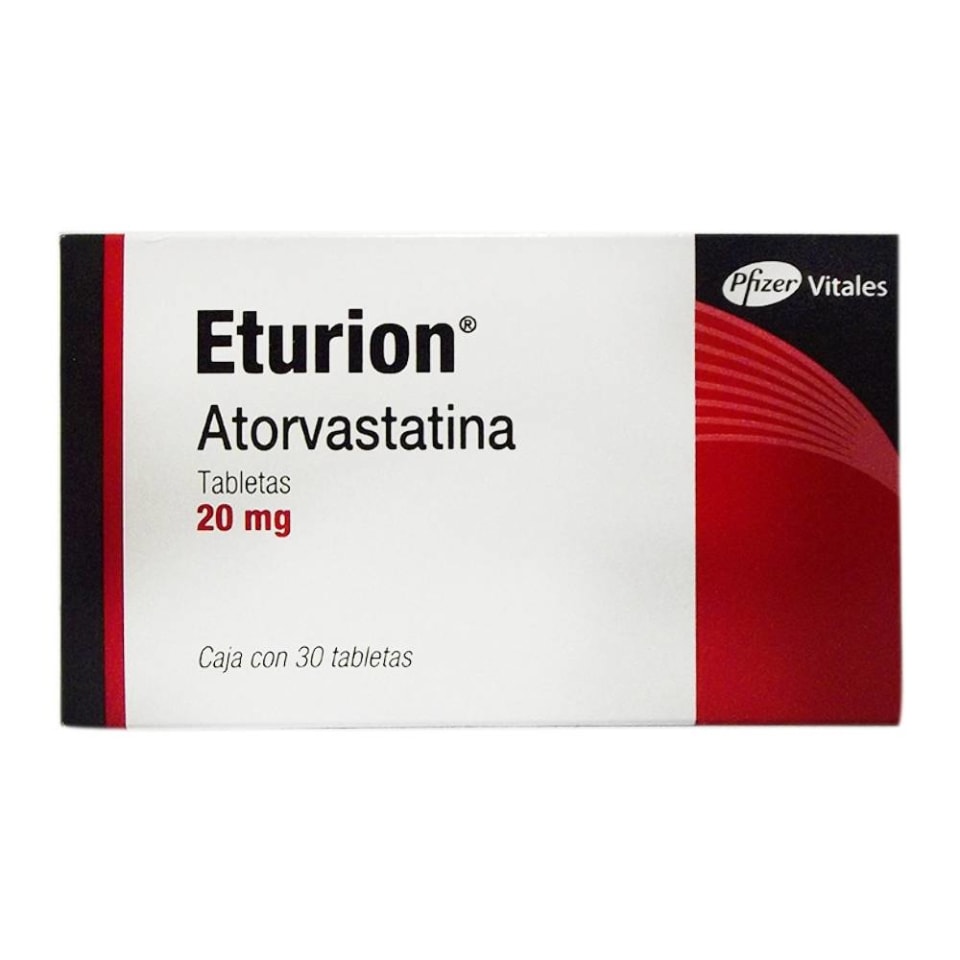 Eturion®
Atorvastatina
Tabletas
20 mg
Caja con 30 tabletas
Pfizer Vitales